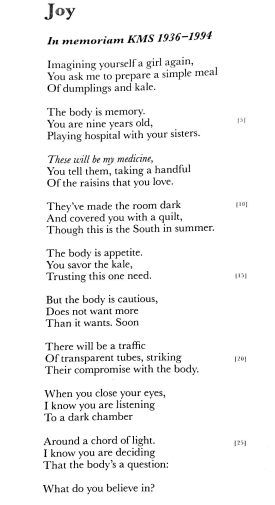 Joy
In memoriam KMS 1936–1994
Imagining yourself a girl again,
You ask me to prepare a simple meal
Of dumplings and kale.
The body is memory.
You are nine years old,
[5]
Playing hospital with your sisters.
These will be my medicine,
You tell them, taking a handful
Of the raisins that you love.
They've made the room dark
[10]
And covered you with a quilt,
Though this is the South in summer.
The body is appetite.
You savor the kale,
Trusting this one need.
[15]
But the body is cautious,
Does not want more
Than it wants. Soon
There will be a traffic
Of transparent tubes, striking
[20]
Their compromise with the body.
When you close your eyes,
I know you are listening
To a dark chamber
Around a chord of light.
[25]
I know you are deciding
That the body's a question:
What do you believe in?